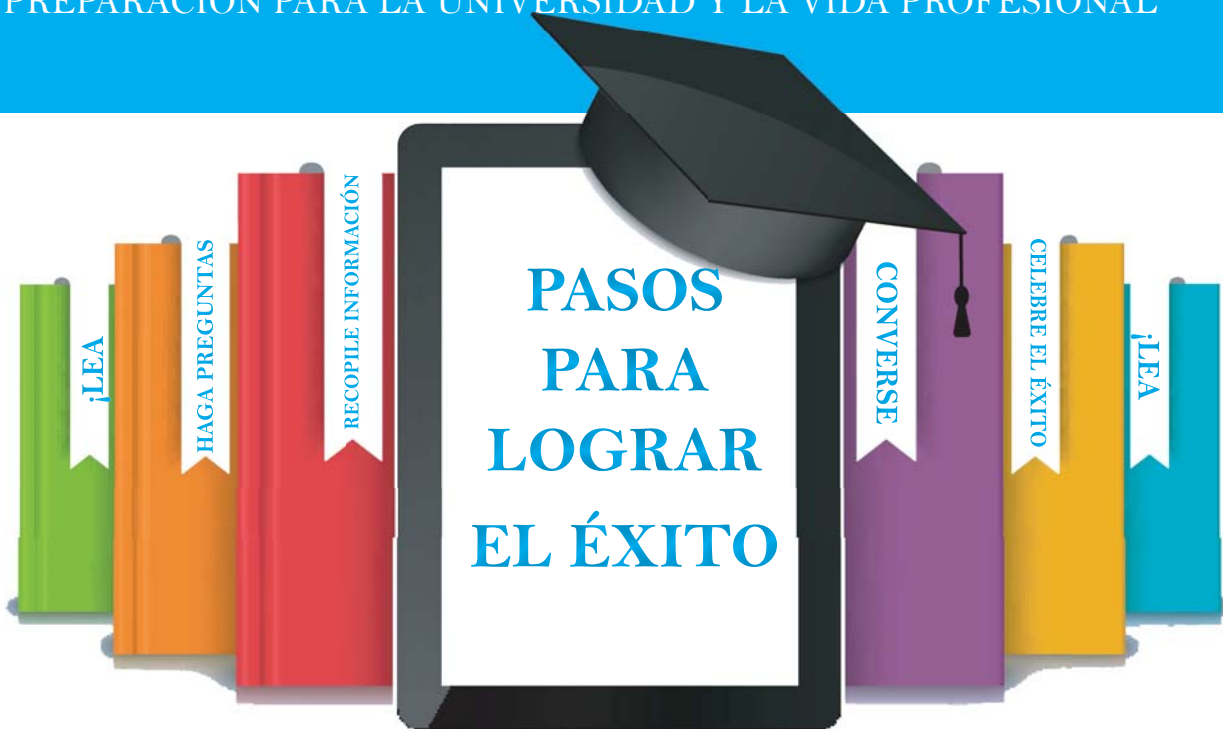 PREPARACIÓN PARA LA UNIVERSIDAD Y LA VIDA PROFESIONAL
¡LEA
HAGA PREGUNTAS
RECOPILE INFORMACIÓN
PASOS
PARA
LOGRAR
EL ÉXITO
CONVERSE
CELEBRE EL ÉXITO
¡LEA